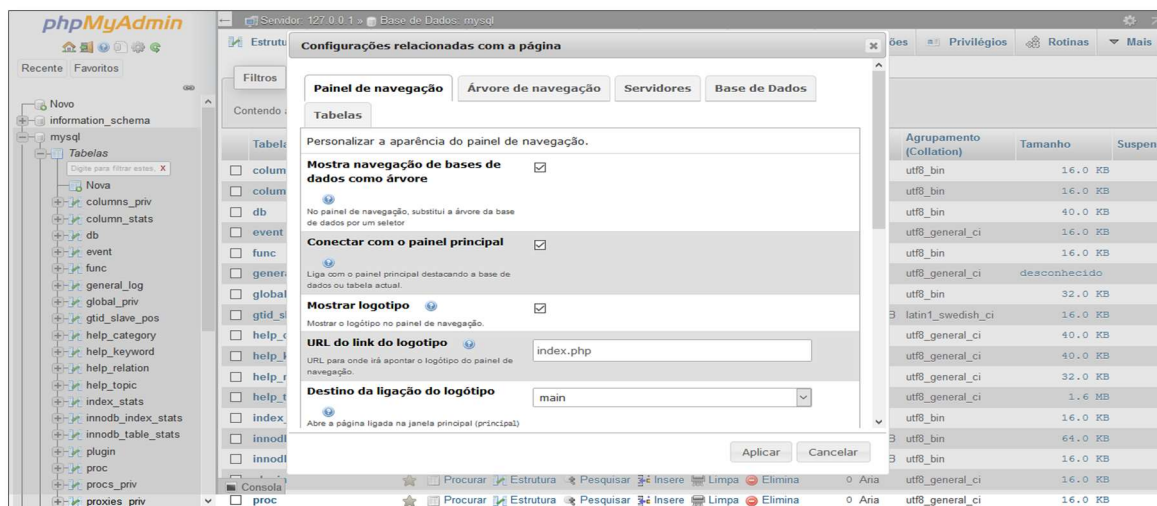 phpMyAdmin
Recente Favoritos
Novo
information_schema
mysql
Tabelas
Digite para filtrar estes, X
Nova
columns_priv
column_stats
db
event
func
general_log
global_priv
gtid_slave_pos
help_category
help_keyword
help_relation
help_topic
index_stats
innodb_index_stats
innodb_table_stats
plugin
proc
procs_priv
proxies_priv
Servidor: 127.0.0.1 » Base de Dados: mysql
Estrutu
ões Privilégios Rotinas Mais
Filtros
Contendo
Configurações relacionadas com a página
Painel de navegação Árvore de navegação Servidores Base de Dados
Tabelas
Personalizar a aparência do painel de navegação.
Mostra navegação de bases de
dados como árvore
No painel de navegação, substitui a árvore da base
de dados por um seletor
Conectar com o painel principal
Liga com o painel principal destacando a base de
dados ou tabela actual.
Mostrar logotipo
Mostrar o logótipo no painel de navegação.
URL do link do logotipo
index.php
URL para onde irá apontar o logótipo do painel de
navegação.
Destino da ligação do logótipo
main
Abre a página ligada na janela principal (principal)
Aplicar Cancelar
Tabela Agrupamento
(Collation) Tamanho Suspen
colum utf8_bin 16.0 KB
colum utf8_bin 16.0 KB
db utf8_bin 40.0 KB
event utf8_general_ci 16.0 KB
func utf8_bin 16.0 KB
genera utf8_general_ci desconhecido
global utf8_bin 32.0 KB
gtid_sl B latin1_swedish_ci 16.0 KB
help_c utf8_general_ci 40.0 KB
help_k utf8_general_ci 40.0 KB
help_r utf8_general_ci 32.0 KB
help_t utf8_general_ci 1.6 MB
index_ utf8_bin 16.0 KB
innodl B utf8_bin 64.0 KB
innodl B utf8_bin 16.0 KB
Procurar Estrutura Pesquisar Insere Limpa Elimina 0 Aria utf8_general_ci 16.0 KB
Consola
proc Procurar Estrutura Pesquisar Insere Limpa Elimina 0 Aria utf8_general_ci 16.0 KB